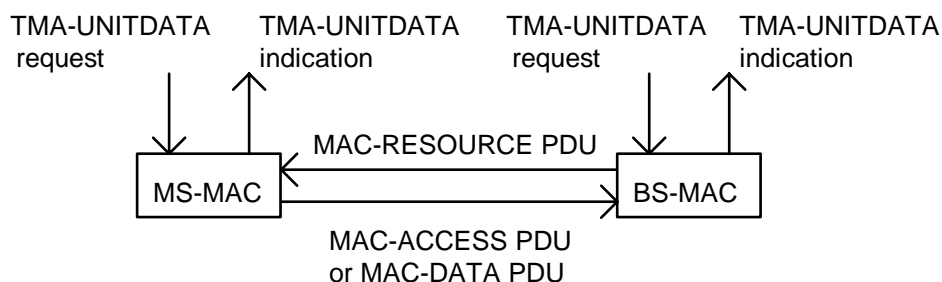 TMA-UNITDATA
request
TMA-UNITDATA
indication
TMA-UNITDATA
request
TMA-UNITDATA
indication
MAC-RESOURCE PDU
MS-MAC
BS-MAC
MAC-ACCESS PDU
or MAC-DATA PDU